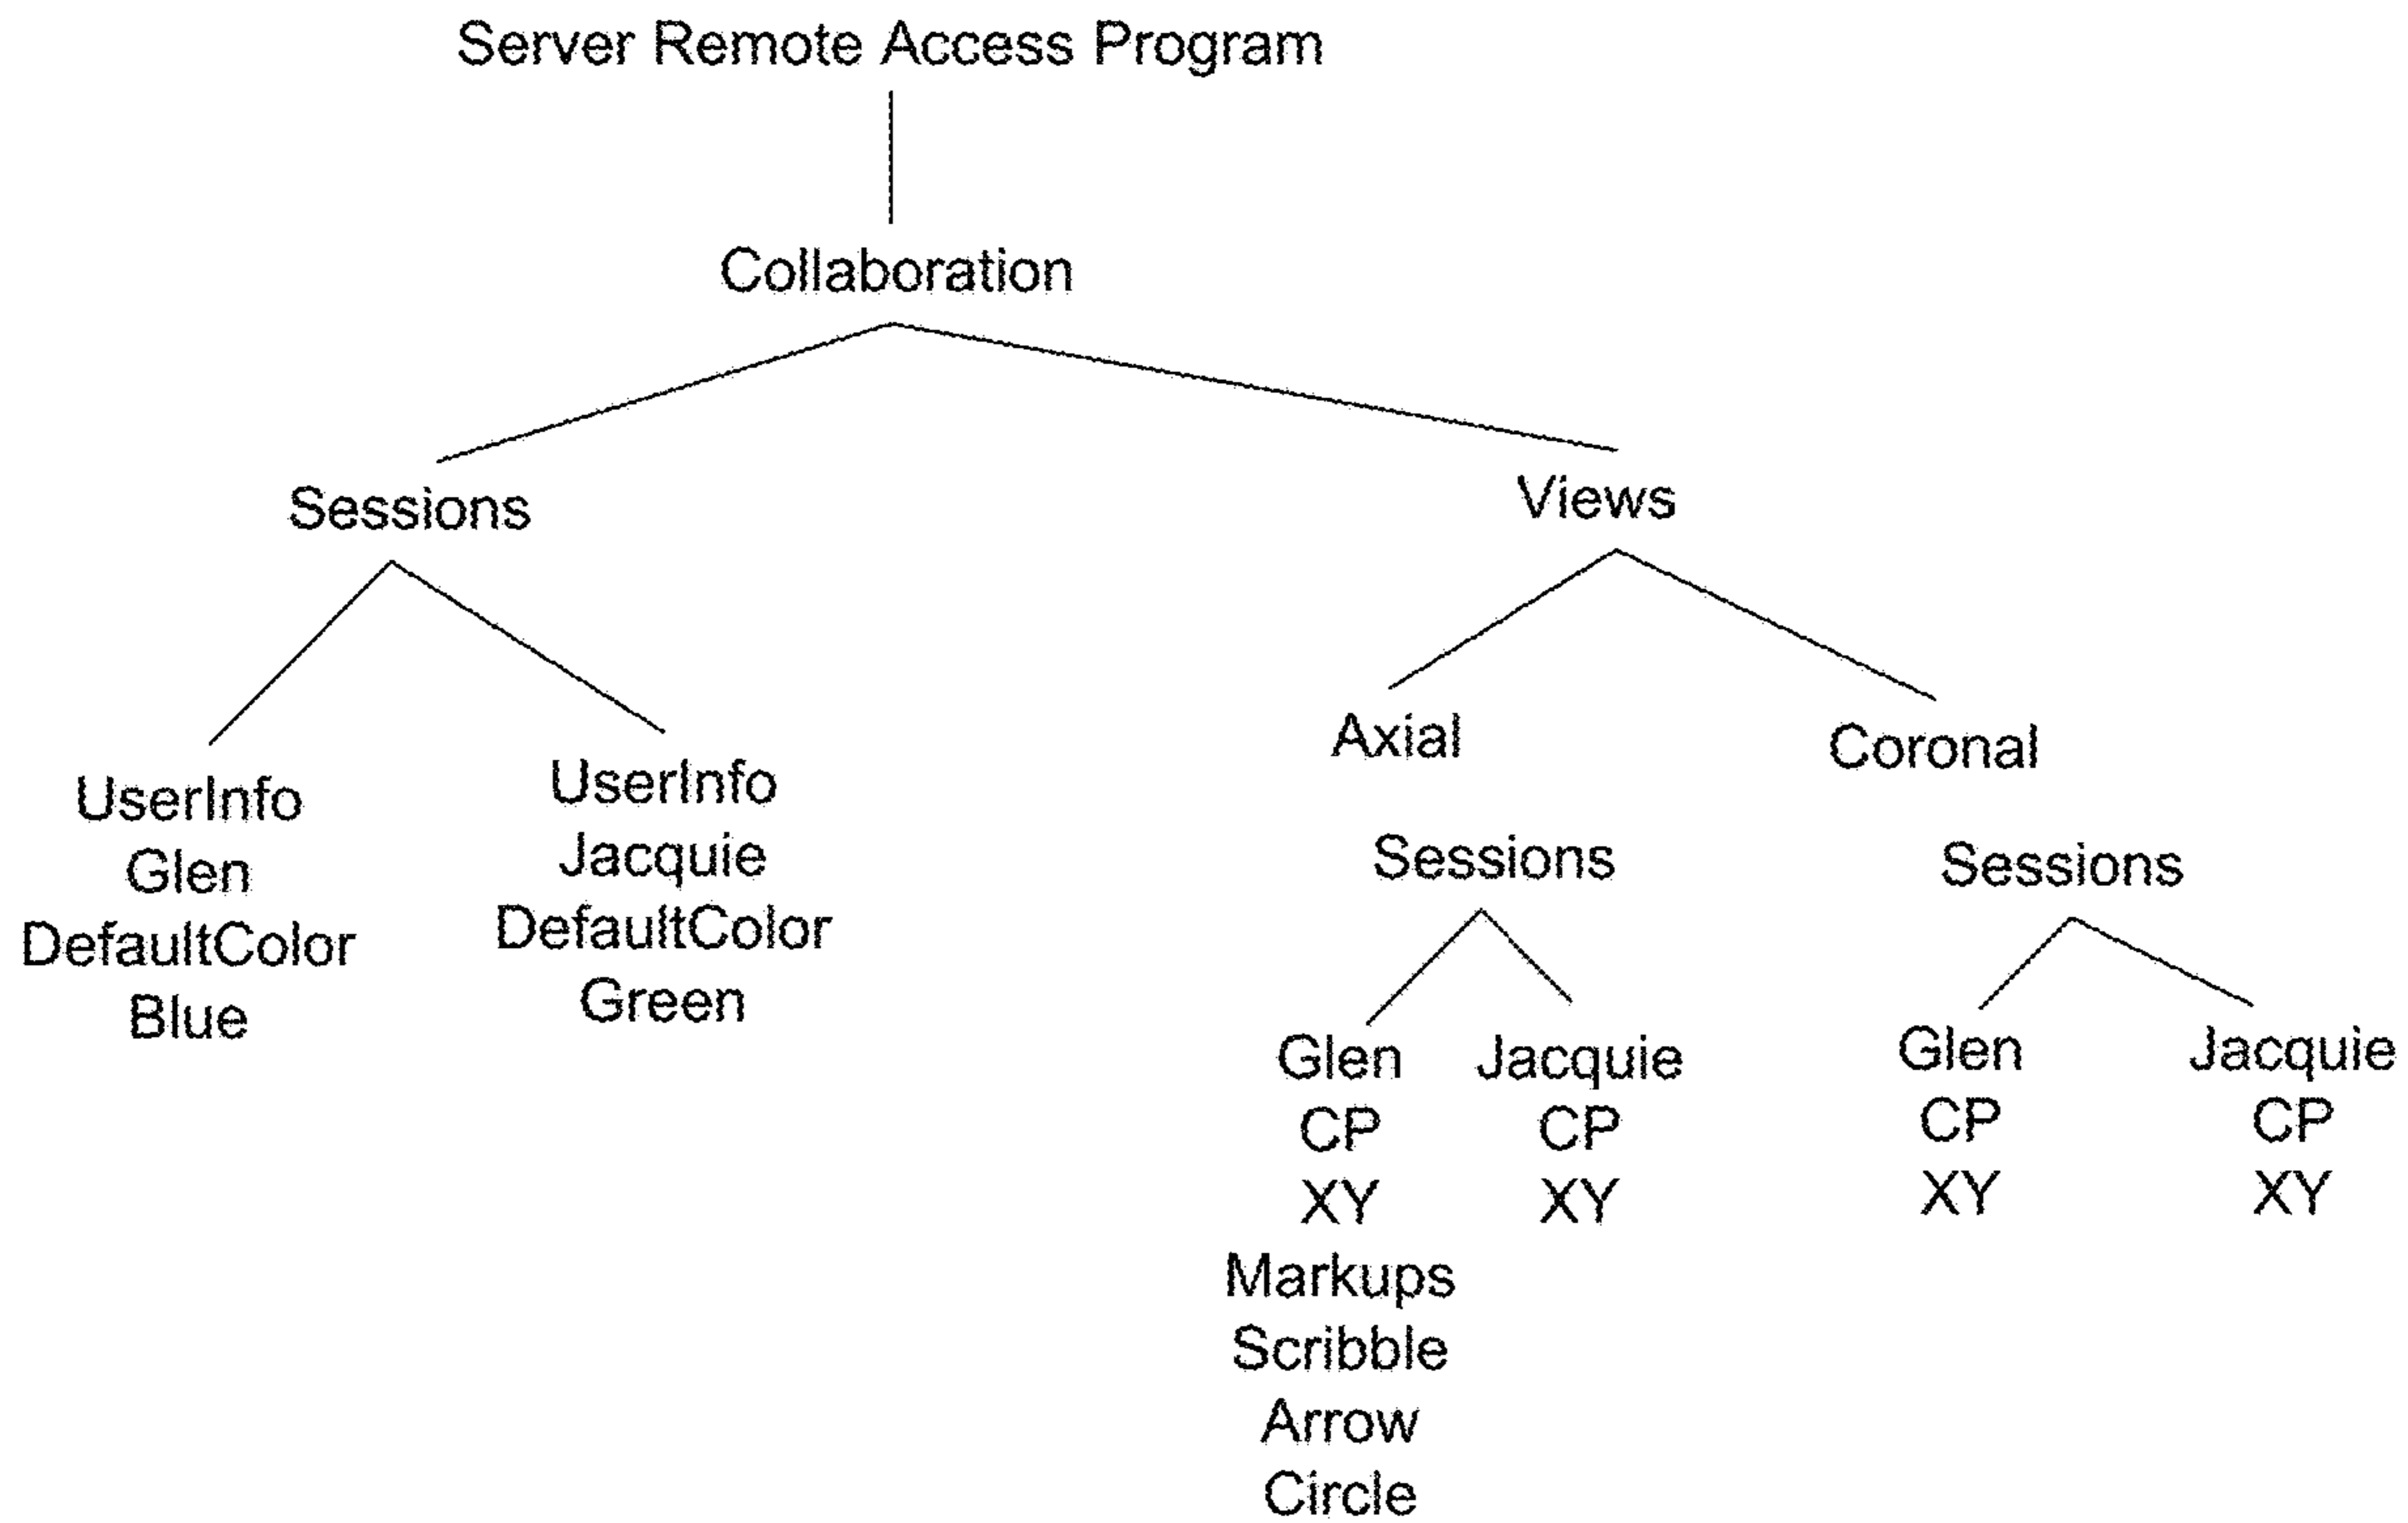 Server Remote Access Program
Collaboration
Sessions
Views
UserInfo
Glen
DefaultColor
Blue
UserInfo
Jacquie
DefaultColor
Green
Axial
Coronal
Sessions
Sessions
Glen
CP
XY
Markups
Scribble
Arrow
Circle
Jacquie
CP
XY
Glen
CP
XY
Jacquie
CP
XY